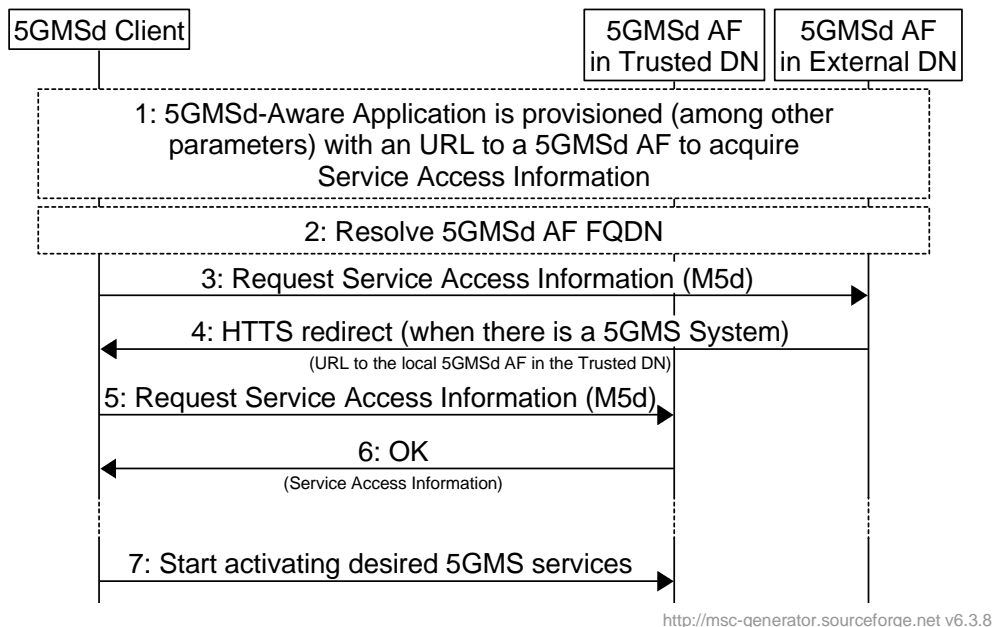 5GMSd Client
5GMSd AF
in Trusted DN
5GMSd AF
in External DN
1: 5GMSd-Aware Application is provisioned (among other
parameters) with an URL to a 5GMSd AF to acquire
Service Access Information
2: Resolve 5GMSd AF FQDN
3: Request Service Access Information (M5d)
4: HTTS redirect (when there is a 5GMS System)
(URL to the local 5GMSd AF in the Trusted DN)
5: Request Service Access Information (M5d)
6: OK
(Service Access Information)
7: Start activating desired 5GMS services
http://msc-generator.sourceforge.net v6.3.8